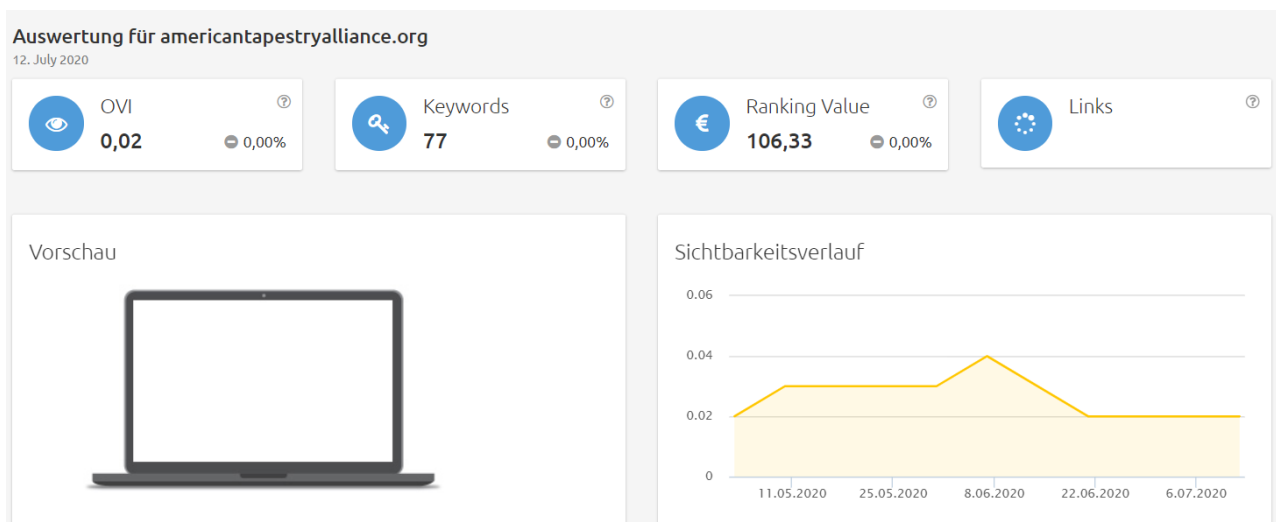 Auswertung für americantapestryalliance.org
12. July 2020
OVI
0,02
0,00%
Keywords
77
0,00%
Ranking Value
€
106,33
0,00%
Links
Vorschau
Sichtbarkeitsverlauf
0.06
0.04
0.02
0
11.05.2020 25.05.2020 8.06.2020 22.06.2020 6.07.2020